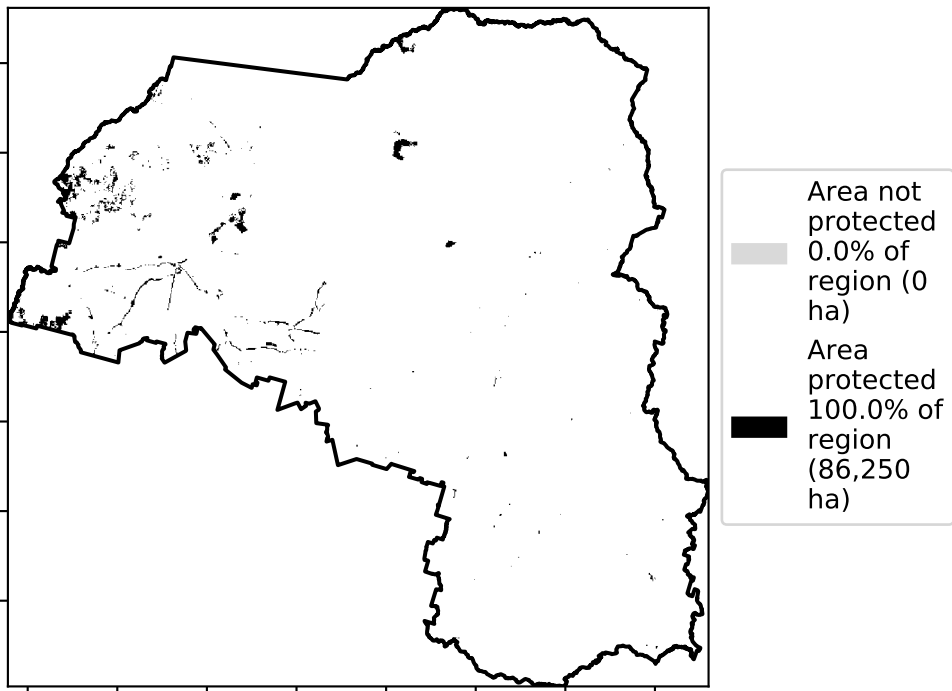 Area not
protected
0.0% of
region (0
ha)
Area
protected
100.0% of
region
(86,250
ha)